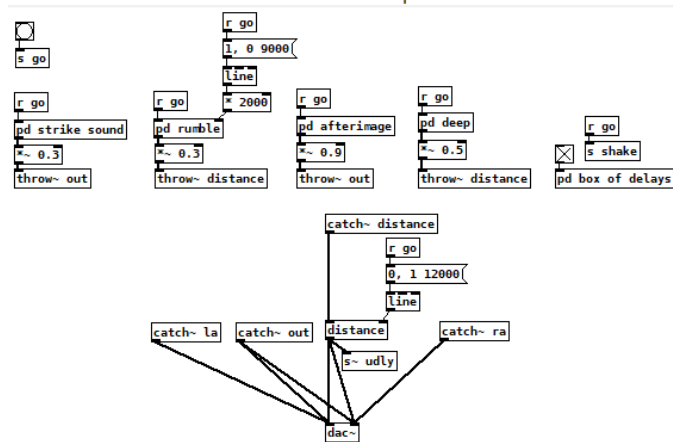 s go
r go
1, 0 9000
line
* 2000
r go
pd strike sound
*~ 0.3
throw~ out
r go
pd rumble
*~ 0.3
throw~ distance
r go
pd afterimage
*~ 0.9
throw~ out
r go
pd deep
*~ 0.5
throw~ distance
r go
s shake
pd box of delays
catch~ distance
r go
0, 1 12000
line
catch~ la
catch~ out
distance
catch~ ra
s~ udly
dac~